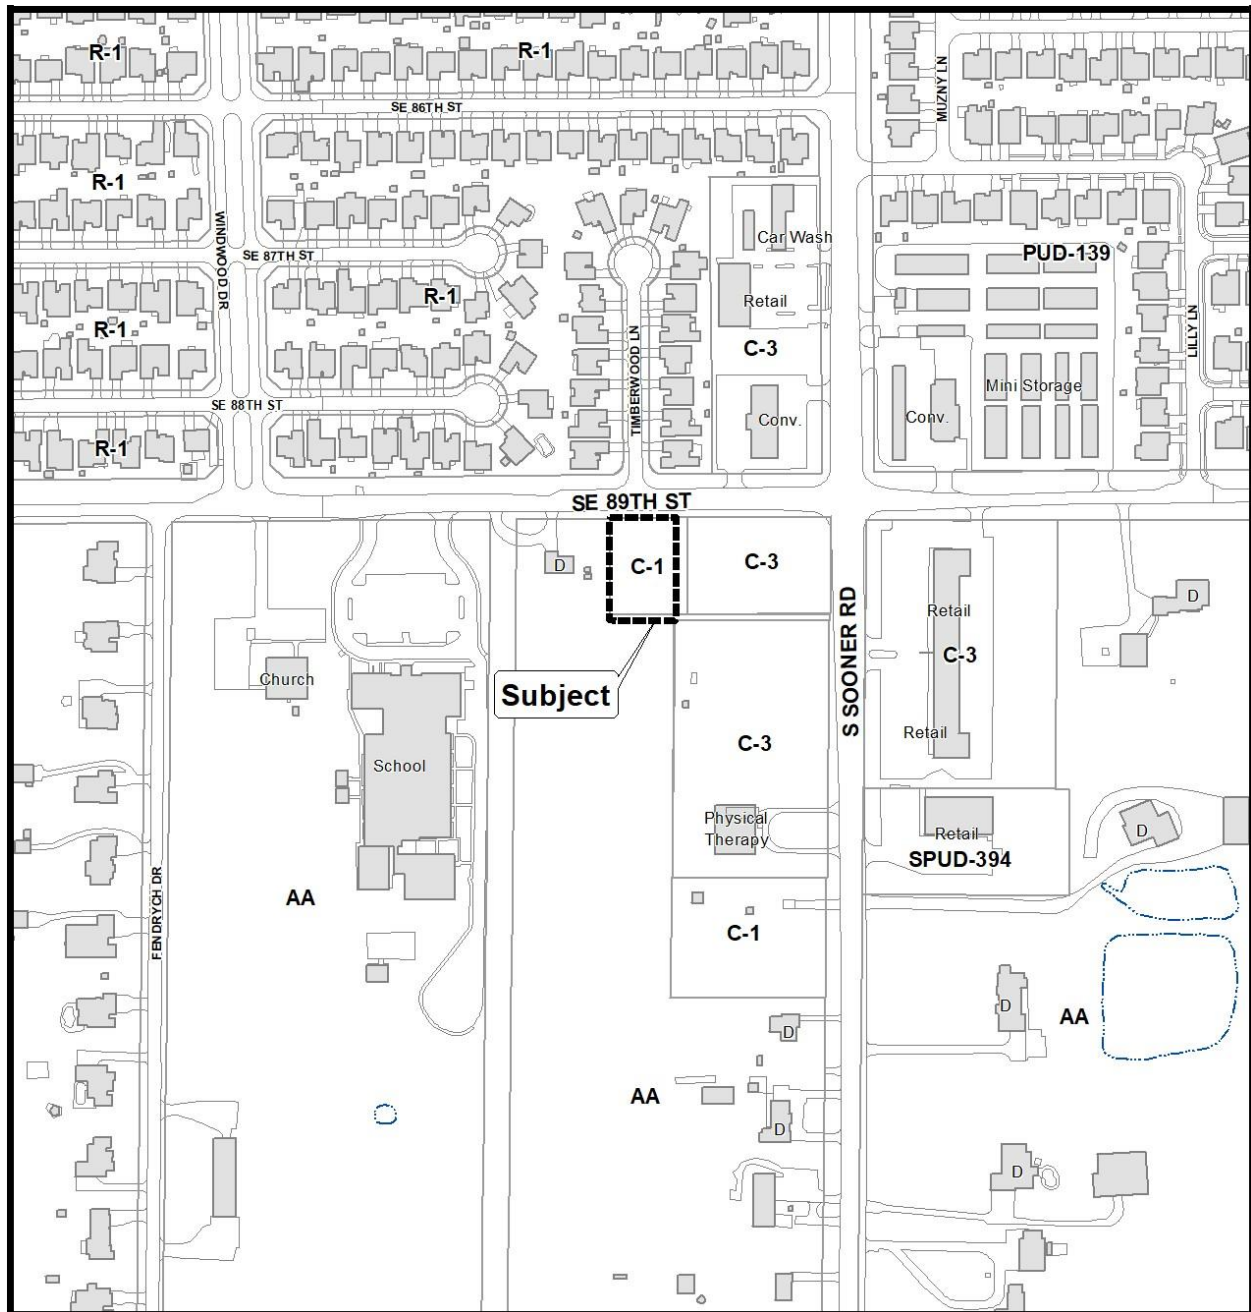 R-1
R-1
MUZNY LN
SE 86TH ST
R-1
WINDWOOD DR
Car Wash
SE 87TH ST
PUD-139
R-1
Retail
R-1
LILLY LN
C-3
TIMBERWOOD LN
Mini Storage
SE 88TH ST
Conv.
Conv.
R-1
SE 89TH ST
D
C-1
C-3
D
S SOONER RD
Retail
C-3
Church
Subject
Retail
School
C-3
Physical
Therapy
Retail
D
SPUD-394
FENDRYCH DR
AA
C-1
D
AA
D
AA
D
D